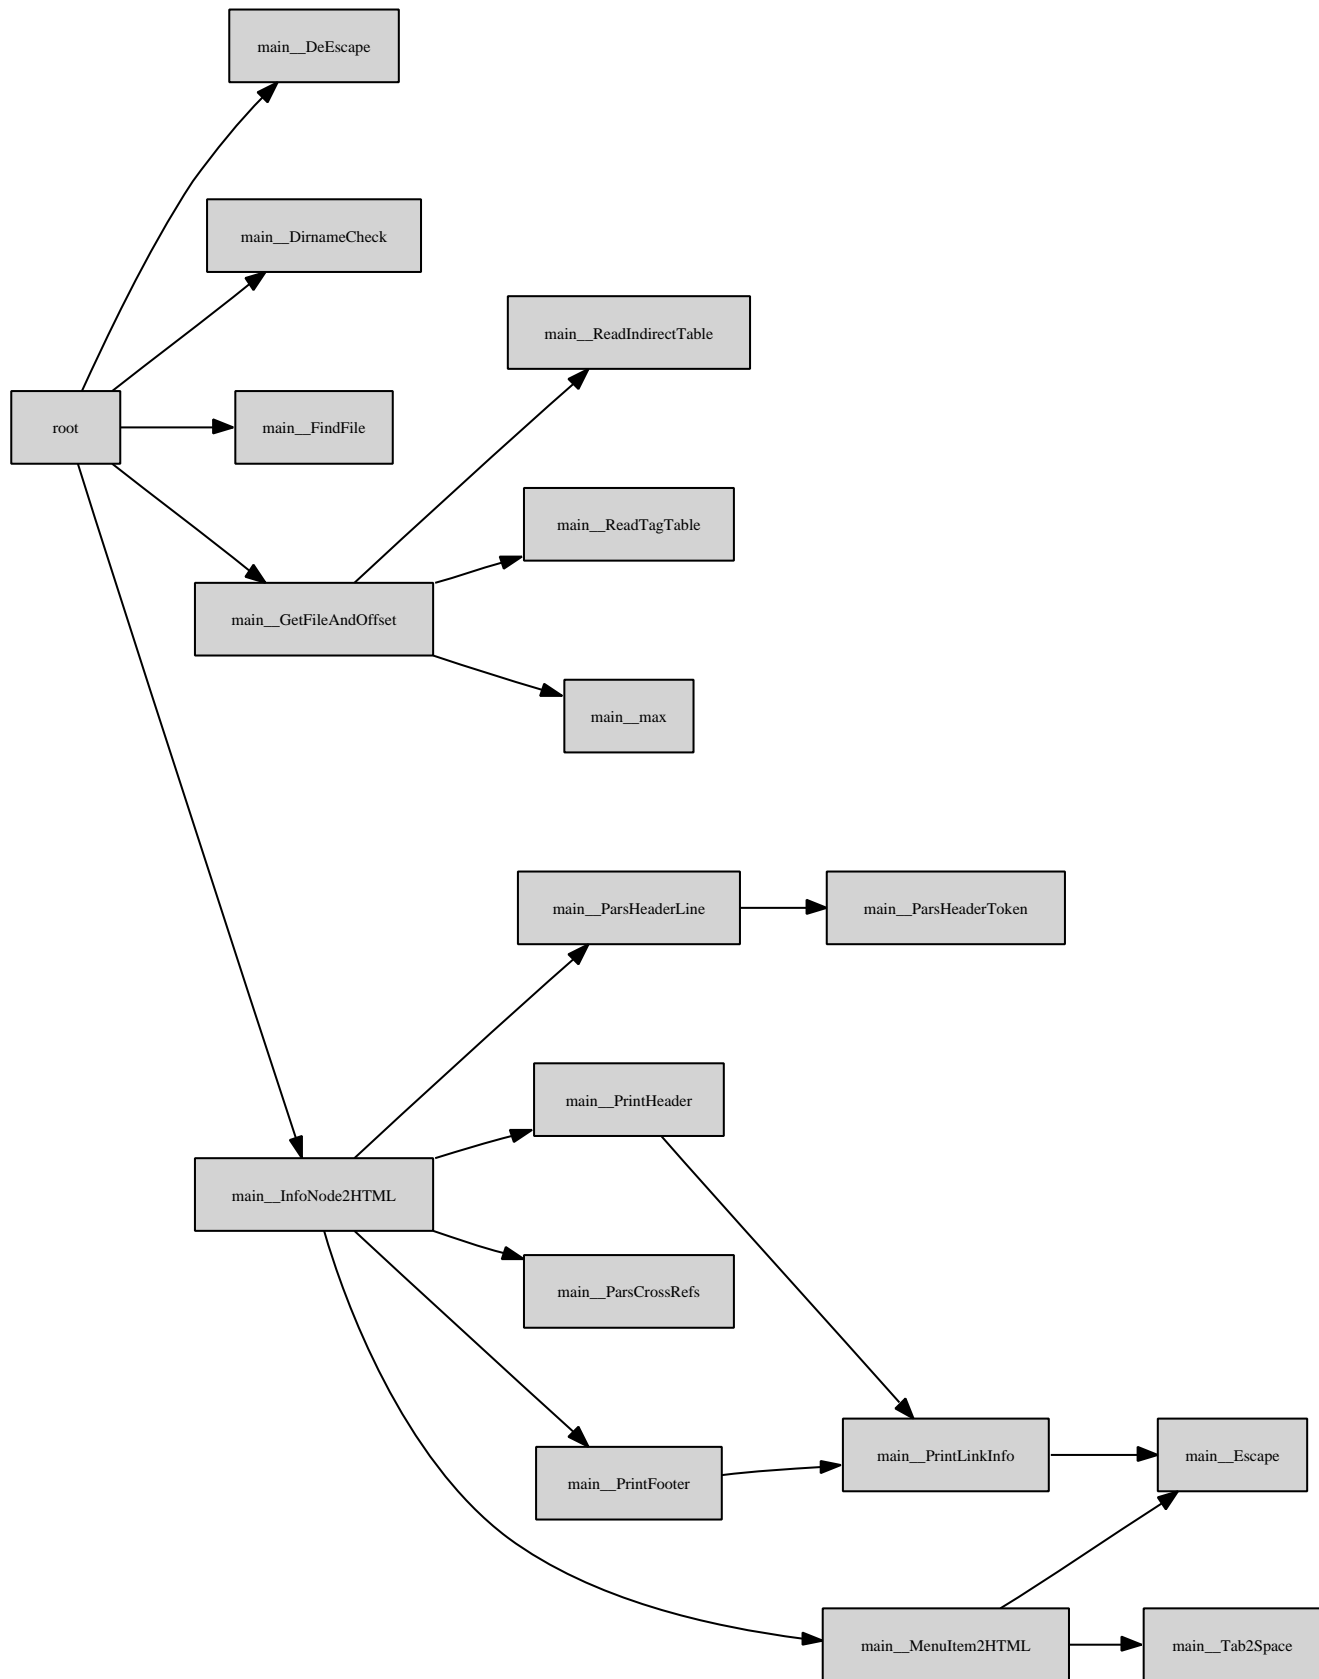 main__DeEscape
main__DirnameCheck
main__ReadIndirectTable
root
main__FindFile
main__ReadTagTable
main__GetFileAndOffset
main__max
main__ParsHeaderLine
main__ParsHeaderToken
main__PrintHeader
main__InfoNode2HTML
main__ParsCrossRefs
main__PrintLinkInfo
main__Escape
main__PrintFooter
main__MenuItem2HTML
main__Tab2Space